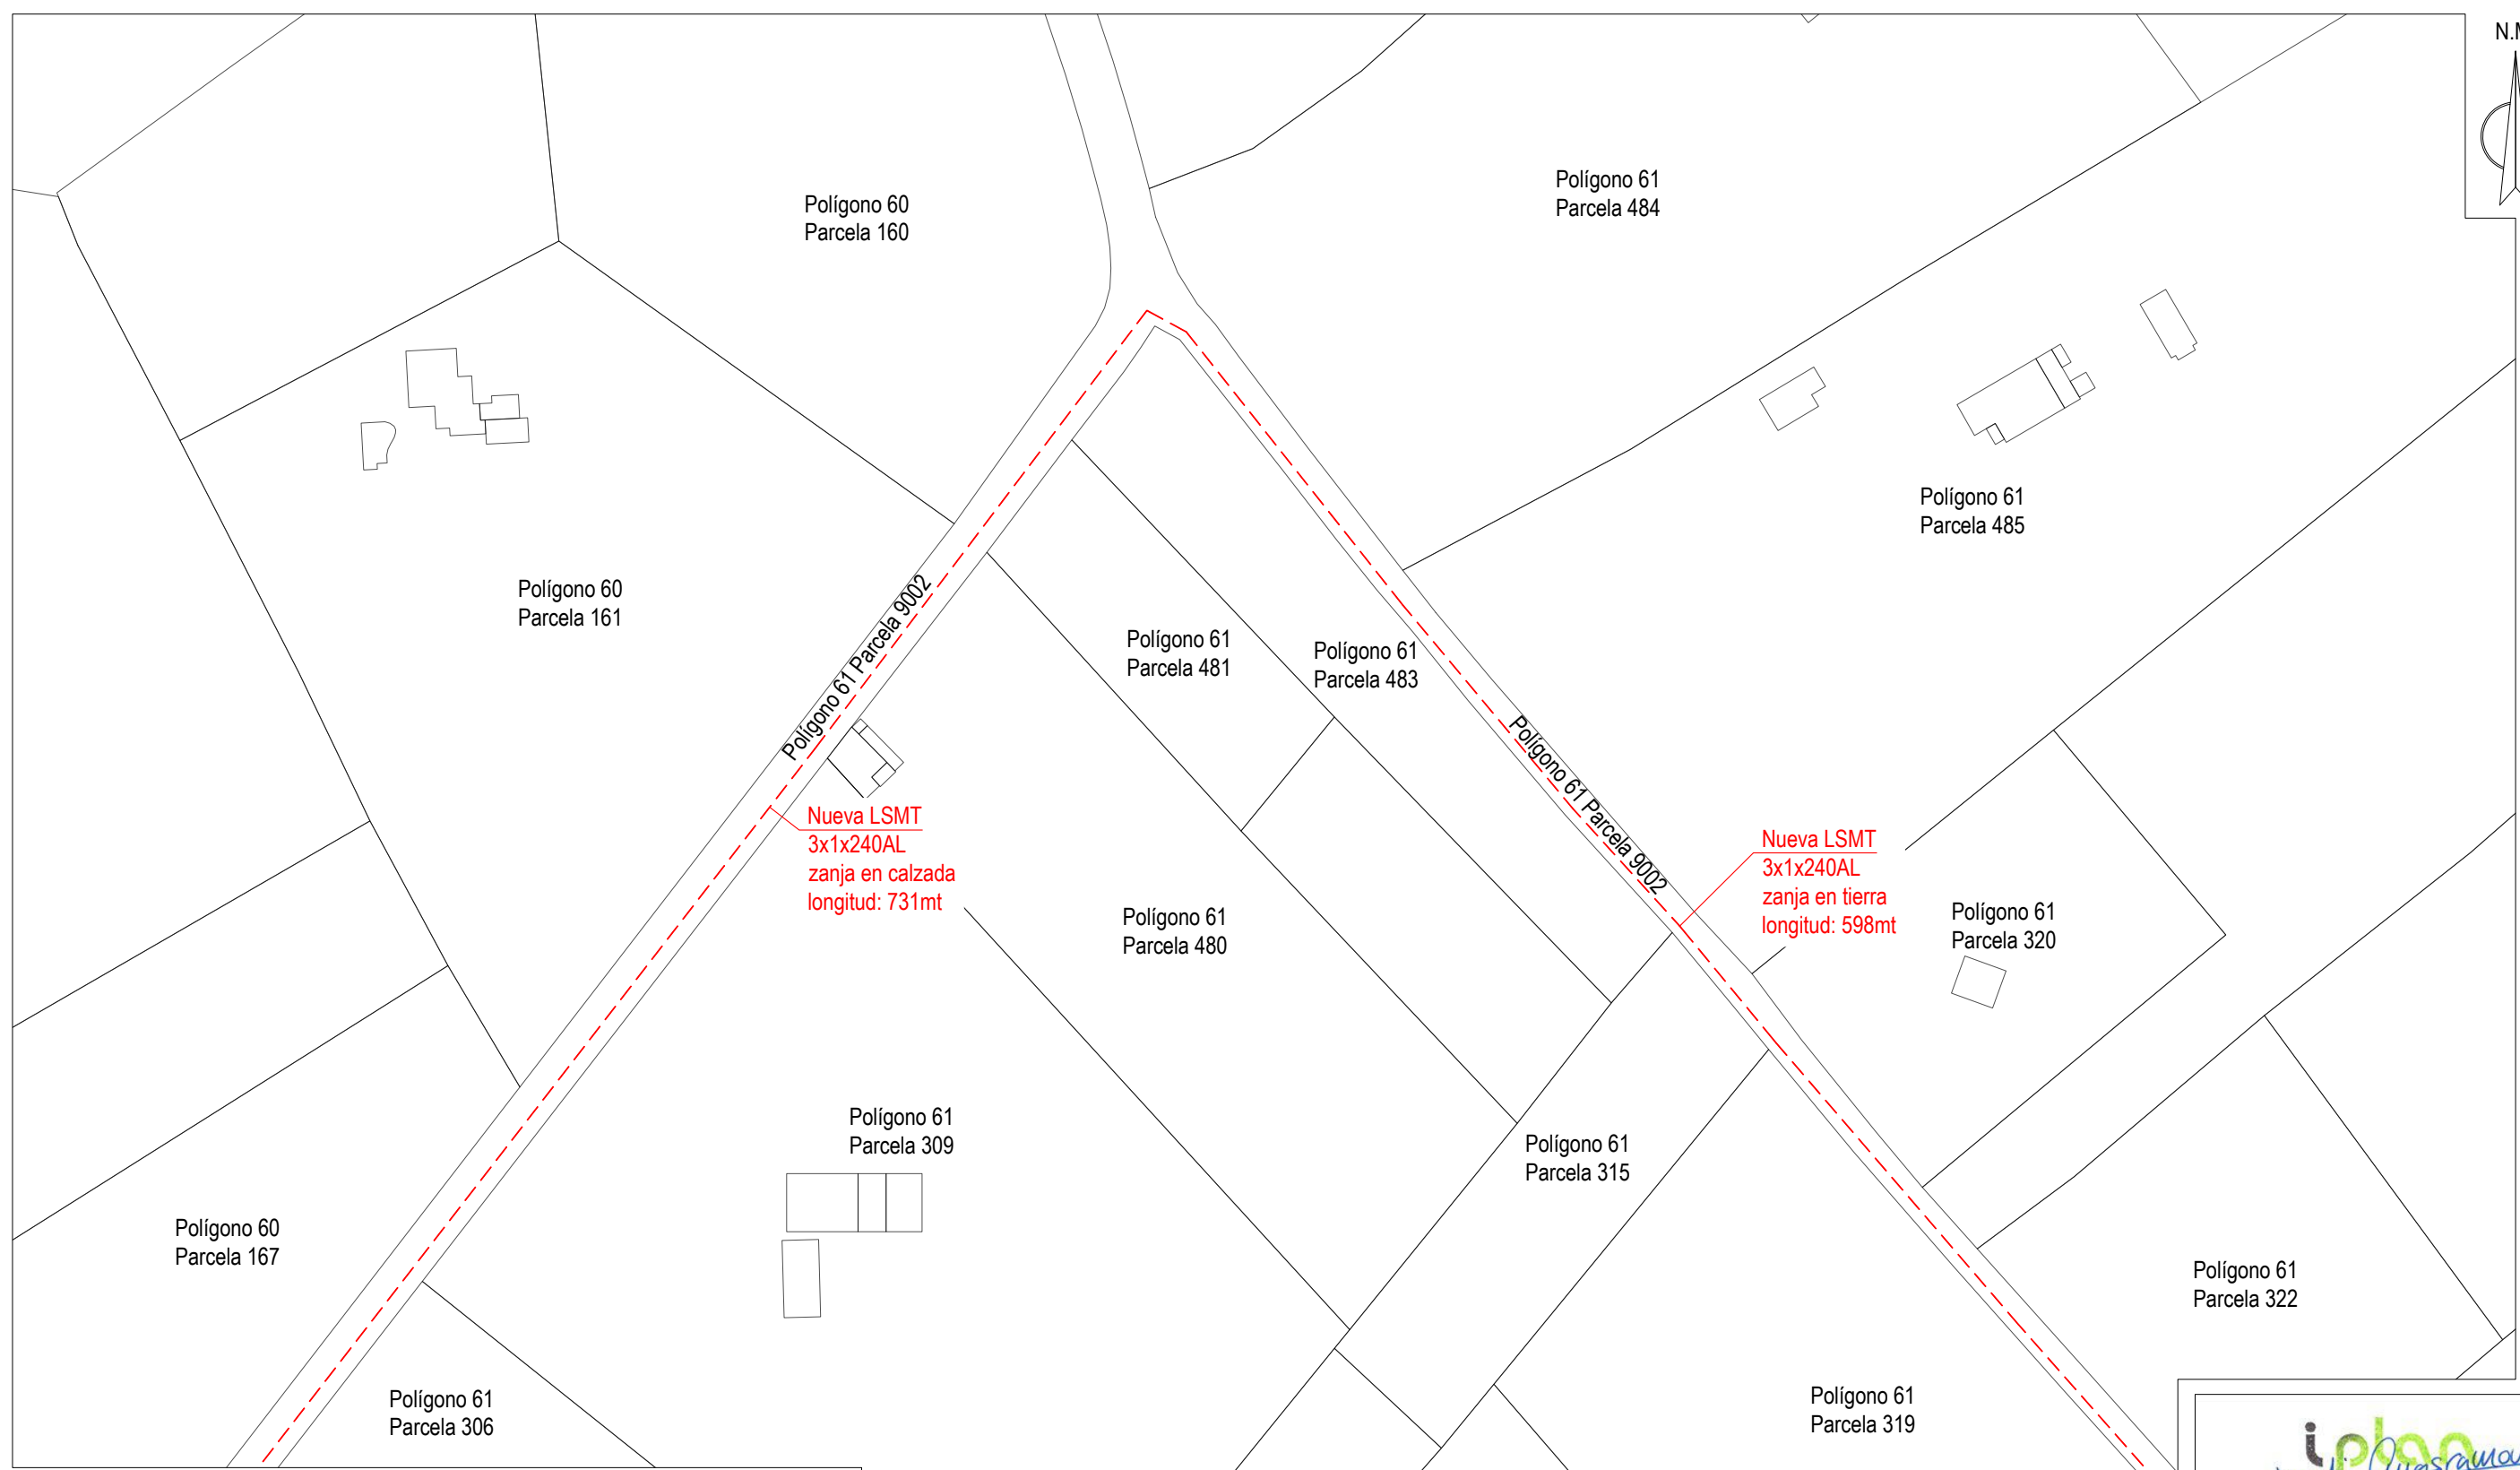 N.M
Polígono 61
Parcela 484
Polígono 60
Parcela 160
Polígono 61
Parcela 485
Polígono 60
Parcela 161
Polígono 61 Parcela 9002
Polígono 61
Parcela 481
Polígono 61
Parcela 483
Polígono 61 Parcela 9002
Nueva LSMT
3x1x240AL
zanja en calzada
longitud: 731mt
Nueva LSMT
3x1x240AL
zanja en tierra
longitud: 598mt
Polígono 61
Parcela 480
Polígono 61
Parcela 320
Polígono 61
Parcela 309
Polígono 61
Parcela 315
Polígono 60
Parcela 167
Polígono 61
Parcela 322
Polígono 61
Parcela 306
Polígono 61
Parcela 319
iplan